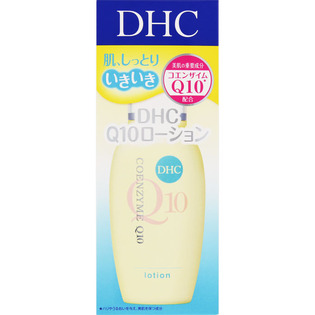 DHC
肌、しっとり
いきいき
美肌の重要成分
コエンザイム
Q10*
配合
DHC
Q10ローション
DHC
Q10
COENZYME Q10
lotion